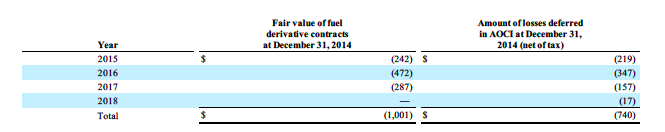 Fair value of fuel Amount of losses deferred
derivative contracts in AOCI at December 31,
Year at December 31, 2014 2014 (net of tax)
2015 $ (242) $ (219)
2016 (472) (347)
2017 (287) (157)
2018 — (17)
Total $ (1,001) $ (740)